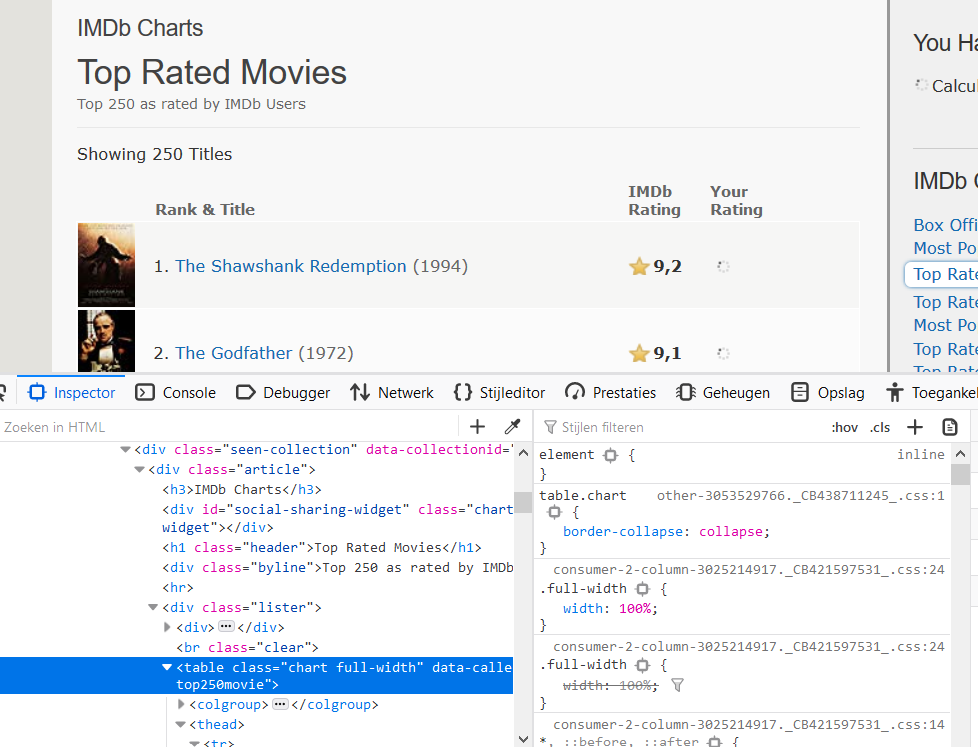 IMDb Charts
Top Rated Movies
Top 250 as rated by IMDb Users
Showing 250 Titles
Rank & Title
IMDb
Rating
Your
Rating
1. The Shawshank Redemption (1994)
9,2
2. The Godfather (1972)
9,1
You Ha
Calcul
IMDb C
Box Offi
Most Po
Top Rate
Top Rate
Most Po
Top Rate
Top Rate
Inspector
Console
Debugger
Netwerk
Stijleditor
Prestaties
Geheugen
Opslag
Toegankel
Zoeken in HTML
<div class="seen-collection" data-collectionid=
<div class="article">
<h3>IMDb Charts</h3>
<div id="social-sharing-widget" class="chart
widget"></div>
<h1 class="header">Top Rated Movies</h1>
<div class="byline">Top 250 as rated by IMDb
<hr>
<div class="lister">
<div>···</div>
<br class="clear">
<table class="chart full-width" data-calle
top250movie">
<colgroup>···</colgroup>
<thead>
<tr>
Stijlen filteren
:hov .cls +
element {
inline
}
table.chart
other-3053529766._CB438711245_.css:1
{
border-collapse: collapse;
}
consumer-2-column-3025214917._CB421597531_.css:24
.full-width {
width: 100%;
}
consumer-2-column-3025214917._CB421597531_.css:24
.full-width {
width: 100%;
}
consumer-2-column-3025214917._CB421597531_.css:14
*, ::before, ::after {